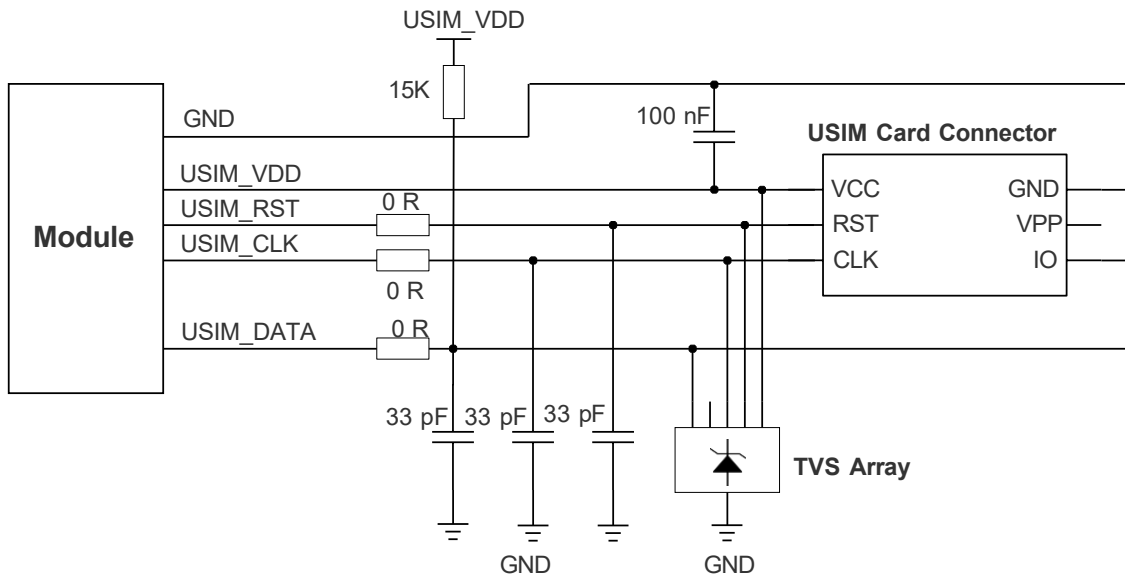 USIM_VDD
15K
GND
100 nF
USIM Card Connector
USIM_VDD
VCC
GND
0 R
USIM_RST
RST
VPP
Module
USIM_CLK
CLK
IO
0 R
USIM_DATA
0 R
33 pF
33 pF
33 pF
TVS Array
GND
GND